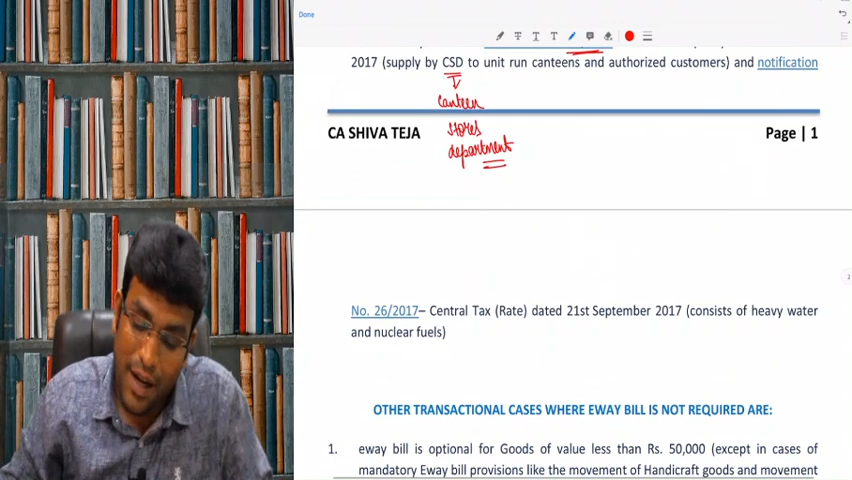 Done
2017 (supply by CSD to unit run canteens and authorized customers) and notification
canteen
stores
department
CA SHIVA TEJA
Page | 1
2
No. 26/2017– Central Tax (Rate) dated 21st September 2017 (consists of heavy water
and nuclear fuels)
OTHER TRANSACTIONAL CASES WHERE EWAY BILL IS NOT REQUIRED ARE:
1. eway bill is optional for Goods of value less than Rs. 50,000 (except in cases of
mandatory Eway bill provisions like the movement of Handicraft goods and movement